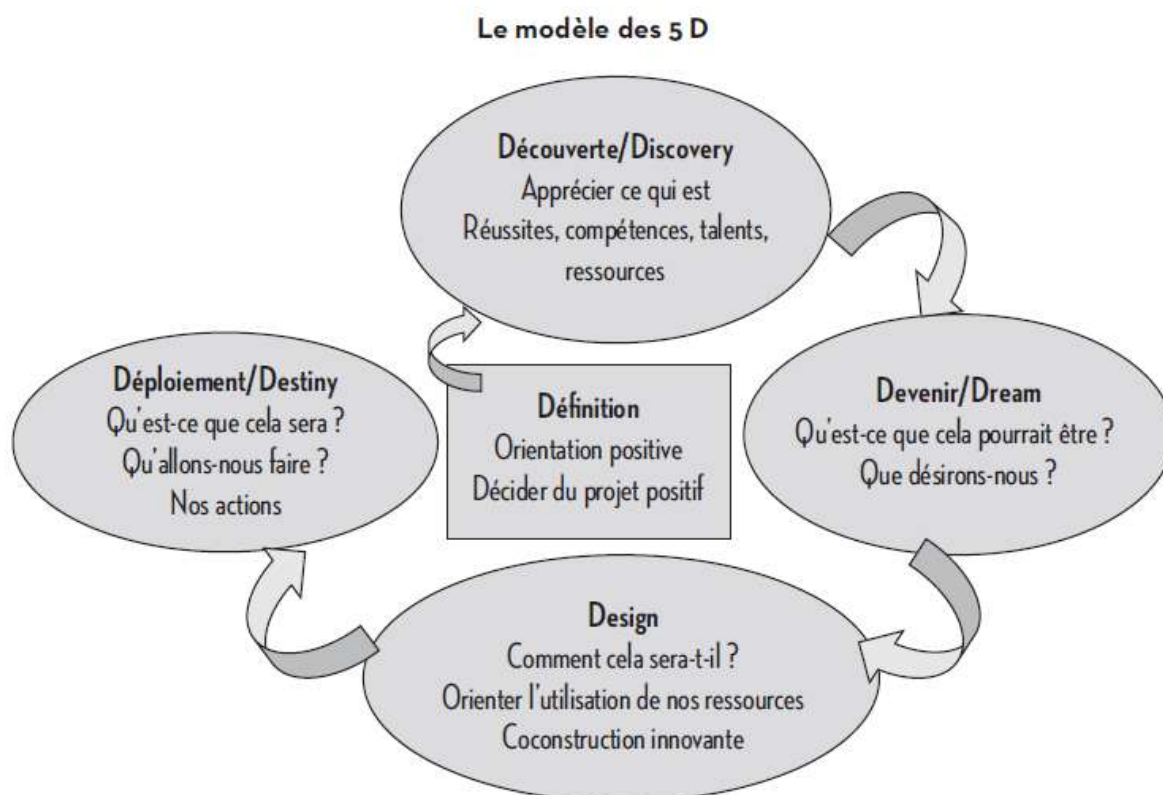 Le modèle des 5 D
Découverte/Discovery
Apprécier ce qui est
Réussites, compétences, talents,
ressources
Déploiement/Destiny
Qu'est-ce que cela sera ?
Qu'allons-nous faire ?
Nos actions
Définition
Orientation positive
Décider du projet positif
Devenir/Dream
Qu'est-ce que cela pourrait être ?
Que désirons-nous ?
Design
Comment cela sera-t-il ?
Orienter l'utilisation de nos ressources
Coconstruction innovante